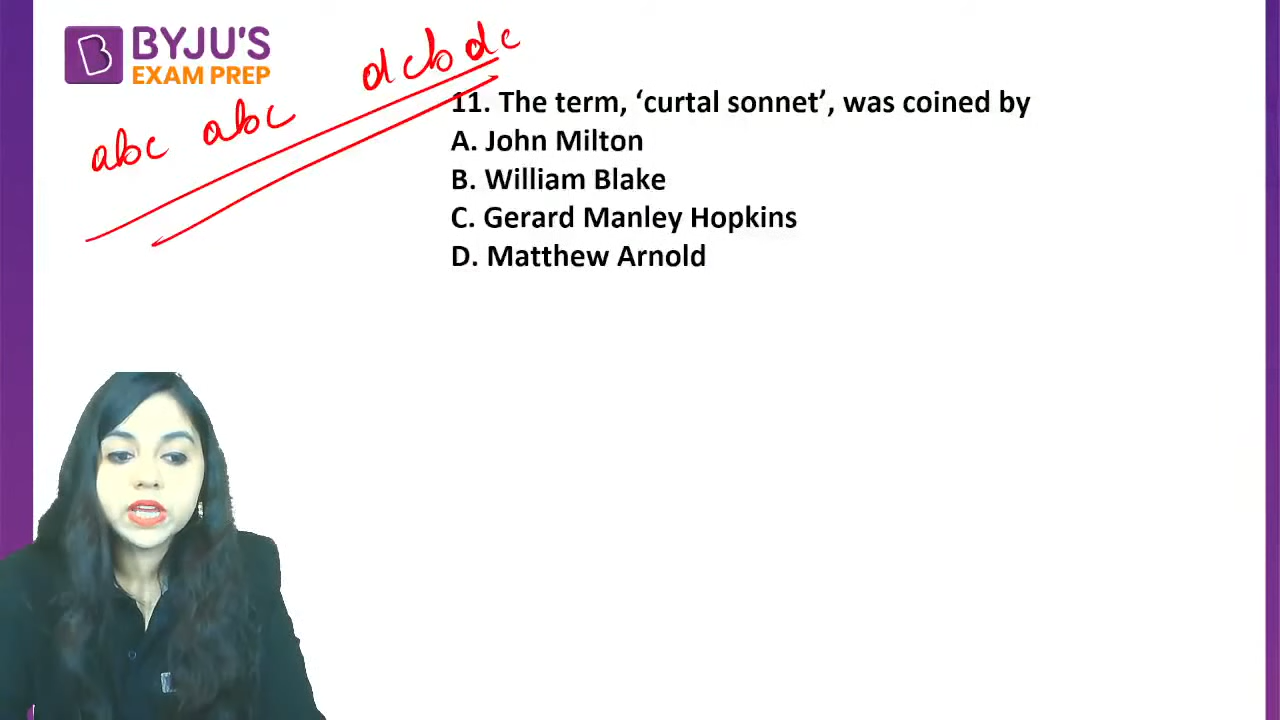 BYJU'S
EXAM PREP
abc abc dcbdc
11. The term, ‘curtal sonnet’, was coined by
A. John Milton
B. William Blake
C. Gerard Manley Hopkins
D. Matthew Arnold